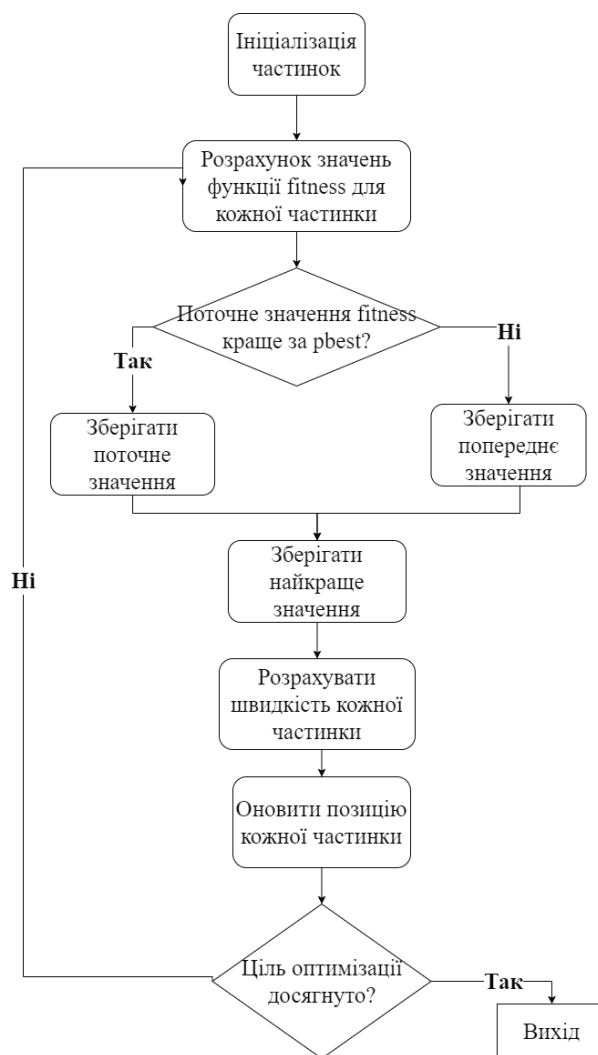 Ініціалізація
частинок
Розрахунок значень
функції fitness для
кожної частинки
Поточне значення fitness
краще за pbest?
Так
Ні
Зберігати
поточне
значення
Зберігати
попереднє
значення
Зберігати
найкраще
значення
Ні
Розрахувати
швидкість кожної
частинки
Оновити позицію
кожної частинки
Ціль оптимізації
досягнуто?
Так
Вихід